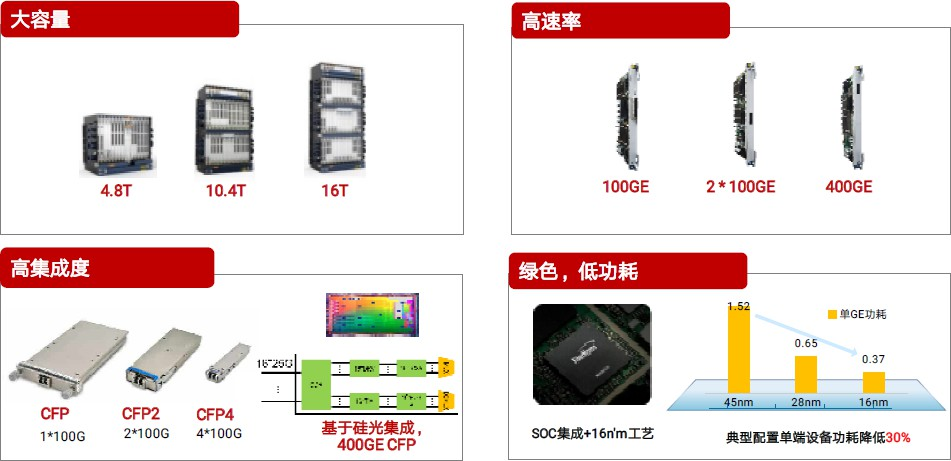 大容量
4.8T
10.4T
16T
高速率
100GE
2 * 100GE
400GE
高集成度
CFP
1*100G
CFP2
2*100G
CFP4
4*100G
16*25G
基于硅光集成，
400GE CFP
绿色，低功耗
SOC集成+16n'm工艺
单GE功耗
1.52
0.65
0.37
45nm
28nm
16nm
典型配置单端设备功耗降低30%